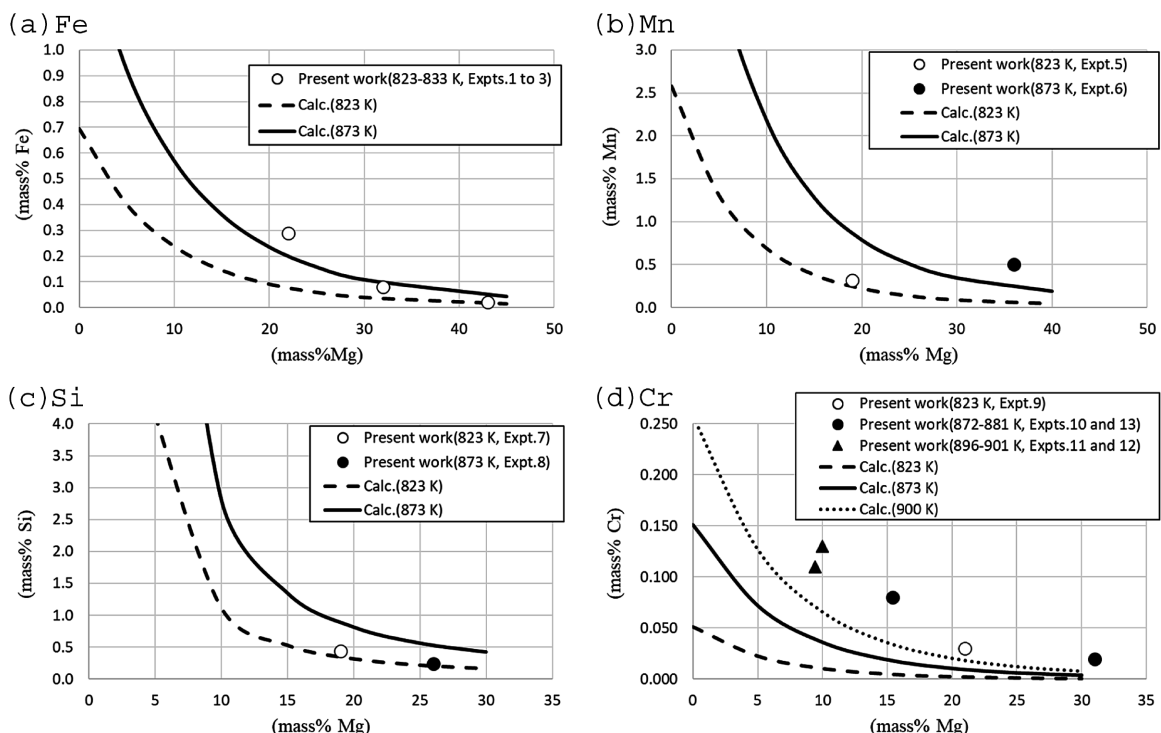 (a)Fe
1.0
0.9
0.8
0.7
0.6
0.5
0.4
0.3
0.2
0.1
0.0
(mass% Fe)
Present work(823-833 K, Expts.1 to 3)
Calc.(823 K)
Calc.(873 K)
0 10 20 30 40 50
(mass%Mg)
(b)Mn
3.0
2.5
2.0
1.5
1.0
0.5
0.0
(mass% Mn)
Present work(823 K, Expt.5)
Present work(873 K, Expt.6)
Calc.(823 K)
Calc.(873 K)
0 10 20 30 40 50
(mass% Mg)
(c)Si
4.0
3.5
3.0
2.5
2.0
1.5
1.0
0.5
0.0
(mass% Si)
Present work(823 K, Expt.7)
Present work(873 K, Expt.8)
Calc.(823 K)
Calc.(873 K)
0 5 10 15 20 25 30 35
(mass% Mg)
(d)Cr
0.250
0.200
0.150
0.100
0.050
0.000
(mass% Cr)
Present work(823 K, Expt.9)
Present work(872-881 K, Expts.10 and 13)
Present work(896-901 K, Expts.11 and 12)
Calc.(823 K)
Calc.(873 K)
Calc.(900 K)
0 5 10 15 20 25 30 35
(mass% Mg)